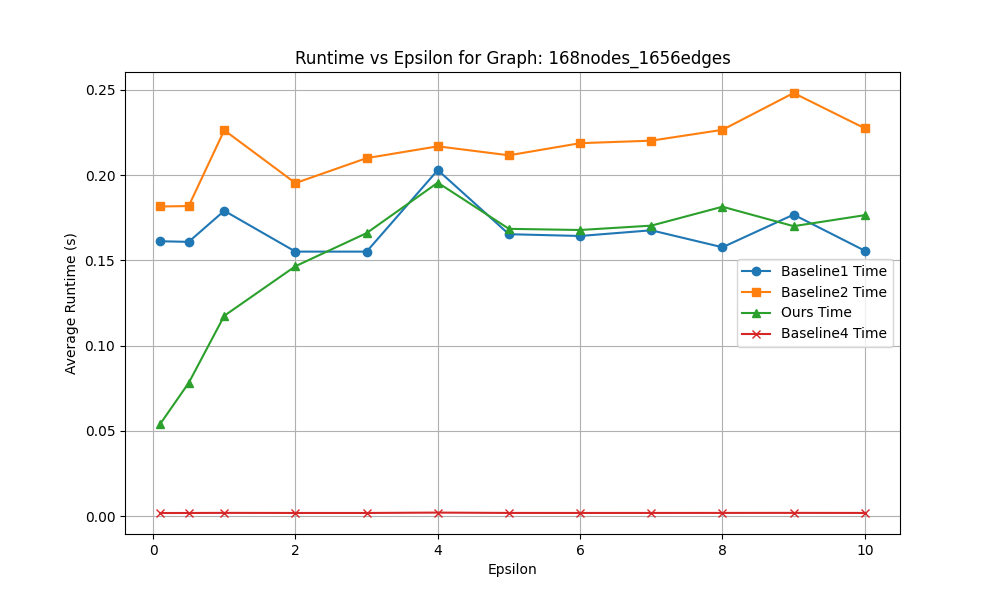 Runtime vs Epsilon for Graph: 168nodes_1656edges
Average Runtime (s)
0.25
0.20
0.15
0.10
0.05
0.00
Baseline1 Time
Baseline2 Time
Ours Time
Baseline4 Time
0 2 4 6 8 10
Epsilon